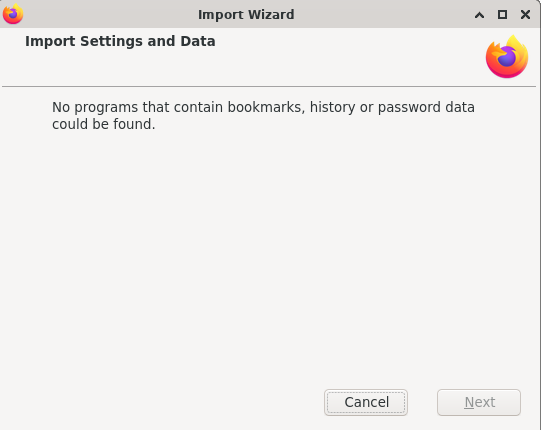 Import Wizard
Import Settings and Data
No programs that contain bookmarks, history or password data
could be found.
Cancel
Next